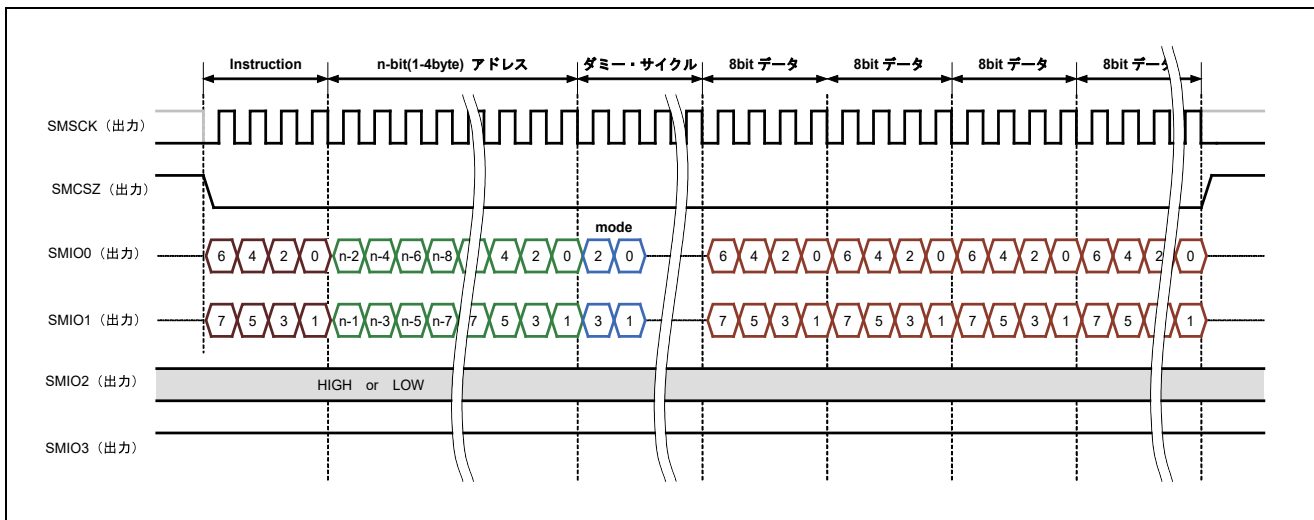 Instruction n-bit(1-4byte) アドレス ダミー・サイクル 8bit データ 8bit データ 8bit データ 8bit データ
SMSCK（出力）
SMCSZ（出力）
mode
SMIO0（出力） 6 4 2 0 n-2 n-4 n-6 n-8 4 2 0 2 0 6 4 2 0 6 4 2 0 6 4 2 0 6 4 2 0
SMIO1（出力） 7 5 3 1 n-1 n-3 n-5 n-7 7 5 3 1 3 1 7 5 3 1 7 5 3 1 7 5 3 1 7 5 1
SMIO2（出力） HIGH or LOW
SMIO3（出力）